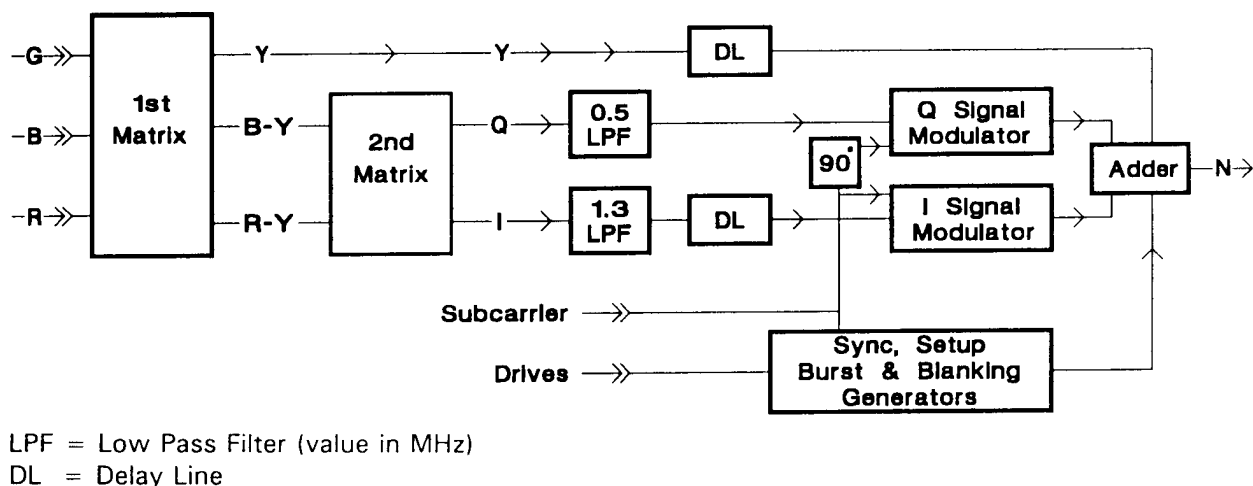 G
B
R
1st
Matrix
Y
Y
DL
B-Y
R-Y
2nd
Matrix
Q
0.5
LPF
I
1.3
LPF
DL
90°
Q Signal
Modulator
I Signal
Modulator
Adder
N
Subcarrier
Drives
Sync, Setup
Burst & Blanking
Generators
LPF = Low Pass Filter (value in MHz)
DL = Delay Line